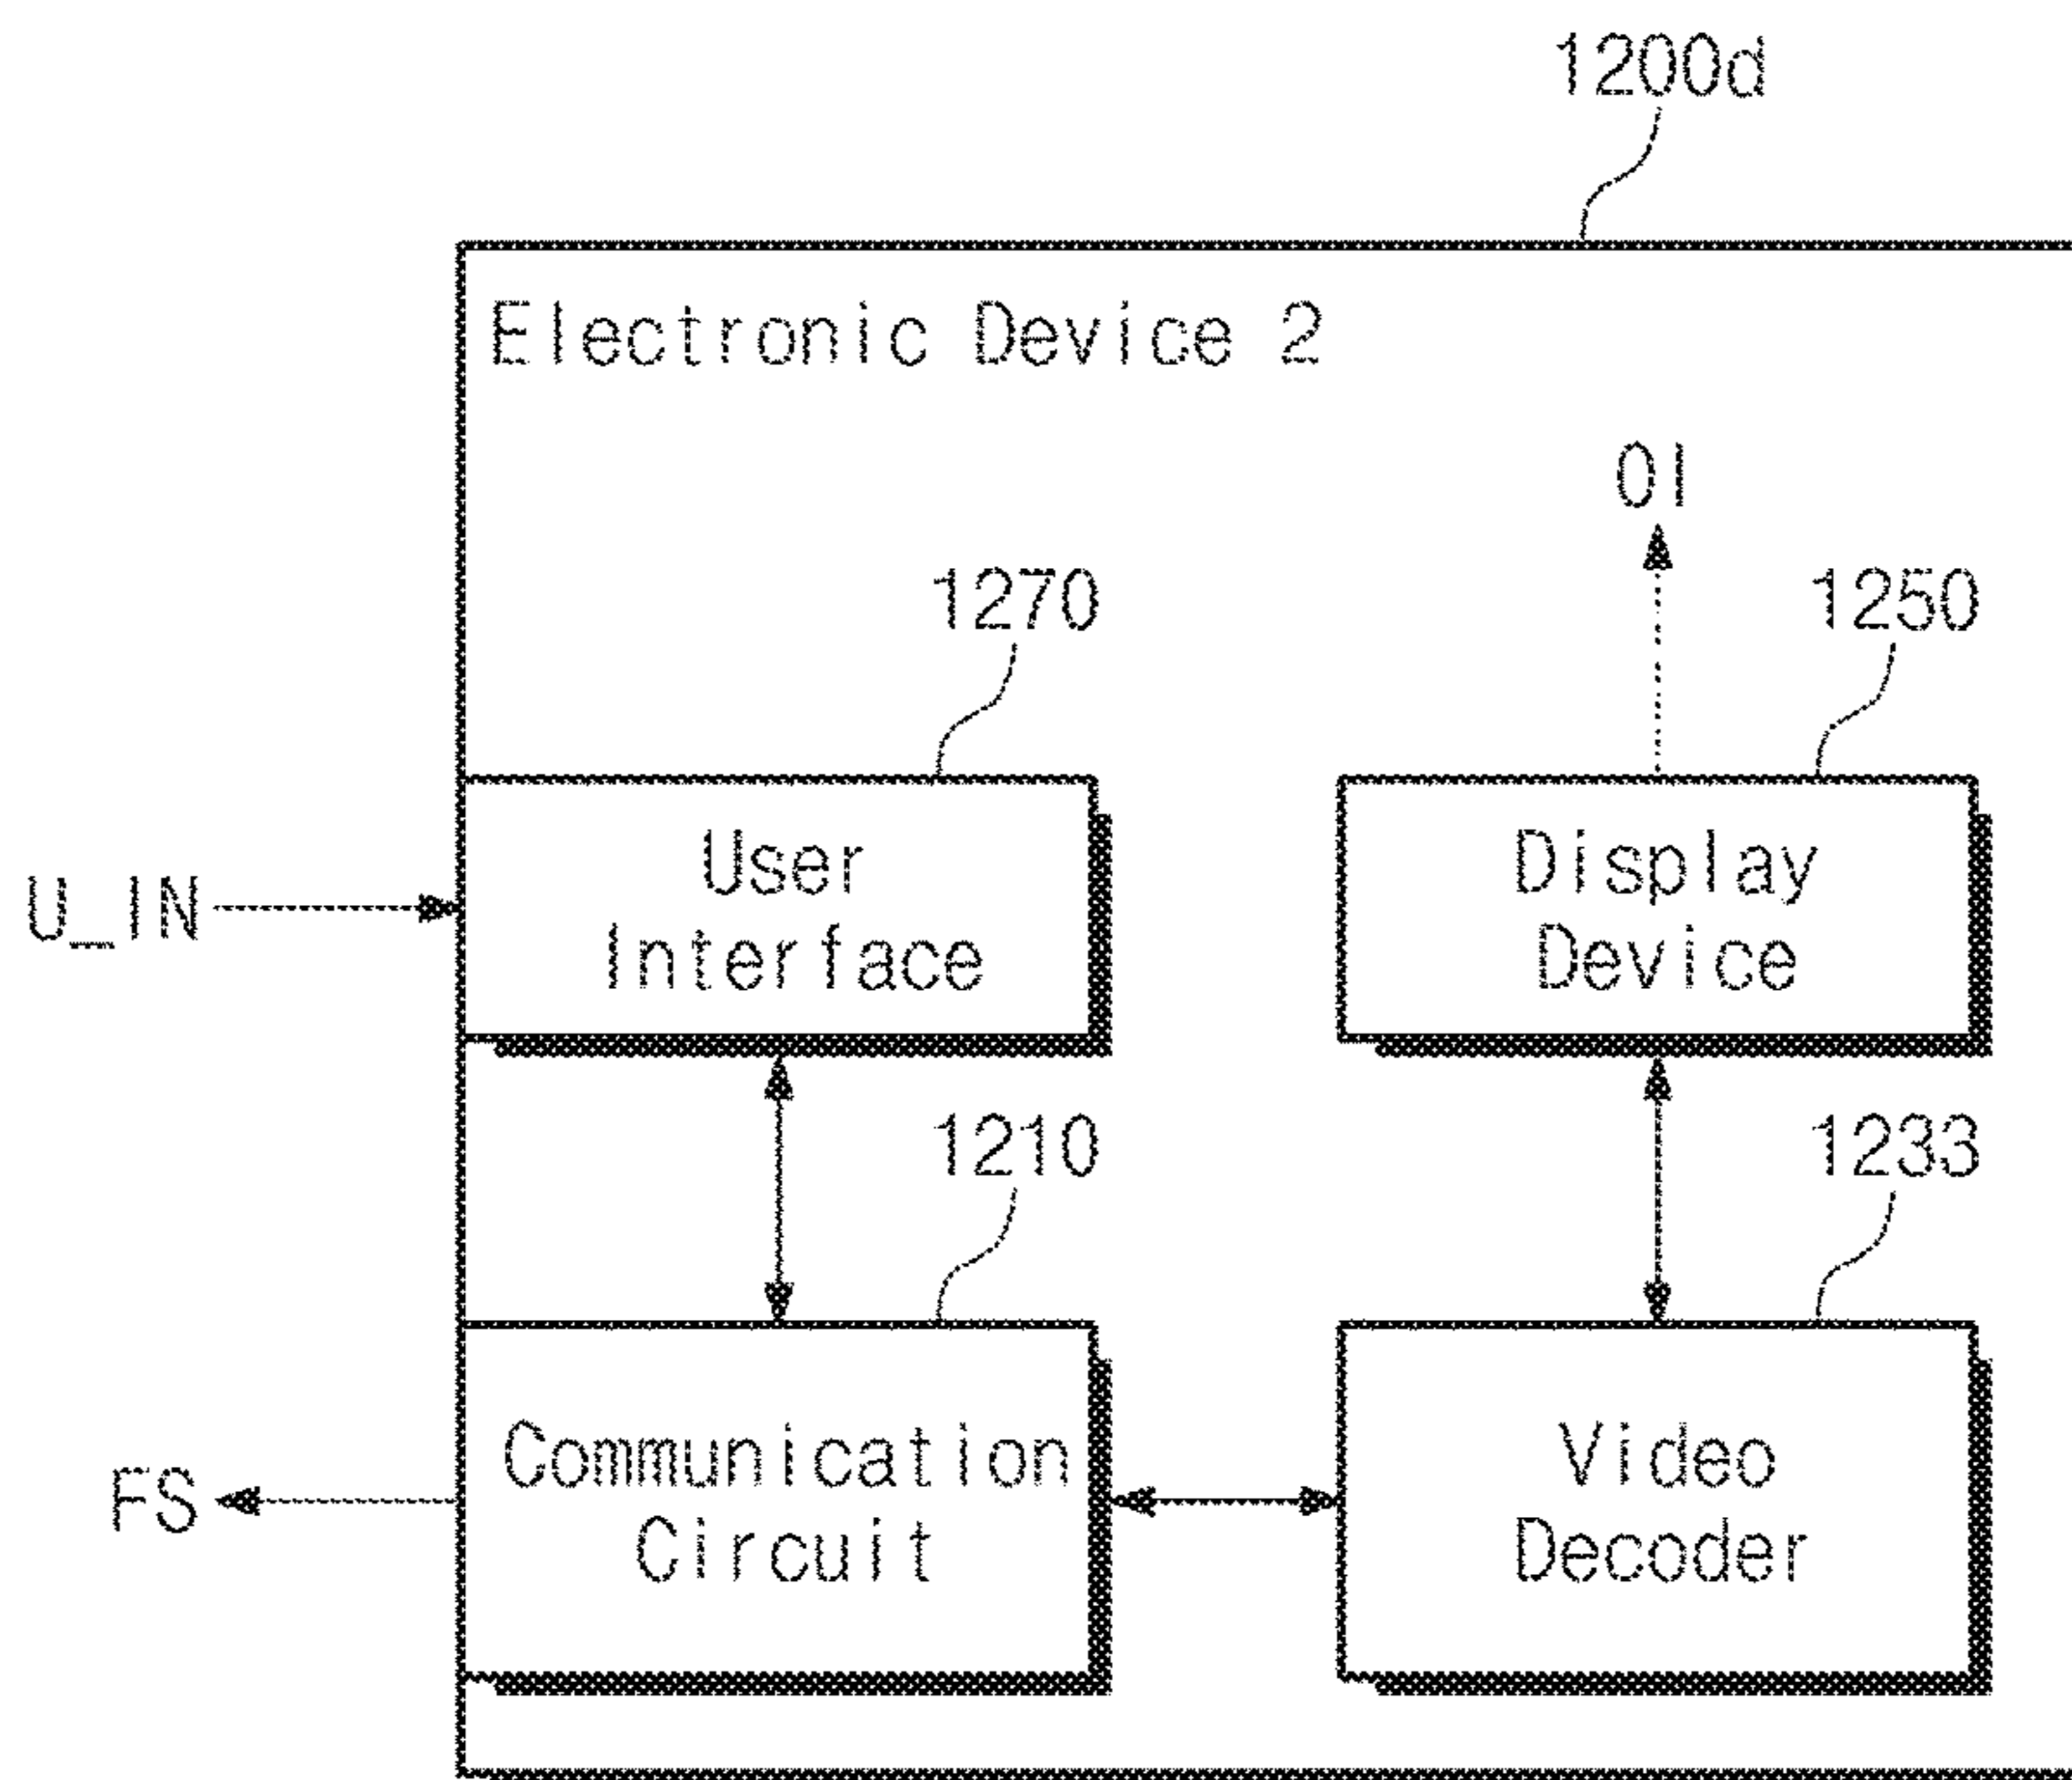 1200d
Electronic Device 2
OI
1270
1250
User
Interface
Display
Device
U_IN
1210
1233
Communication
Circuit
Video
Decoder
FS